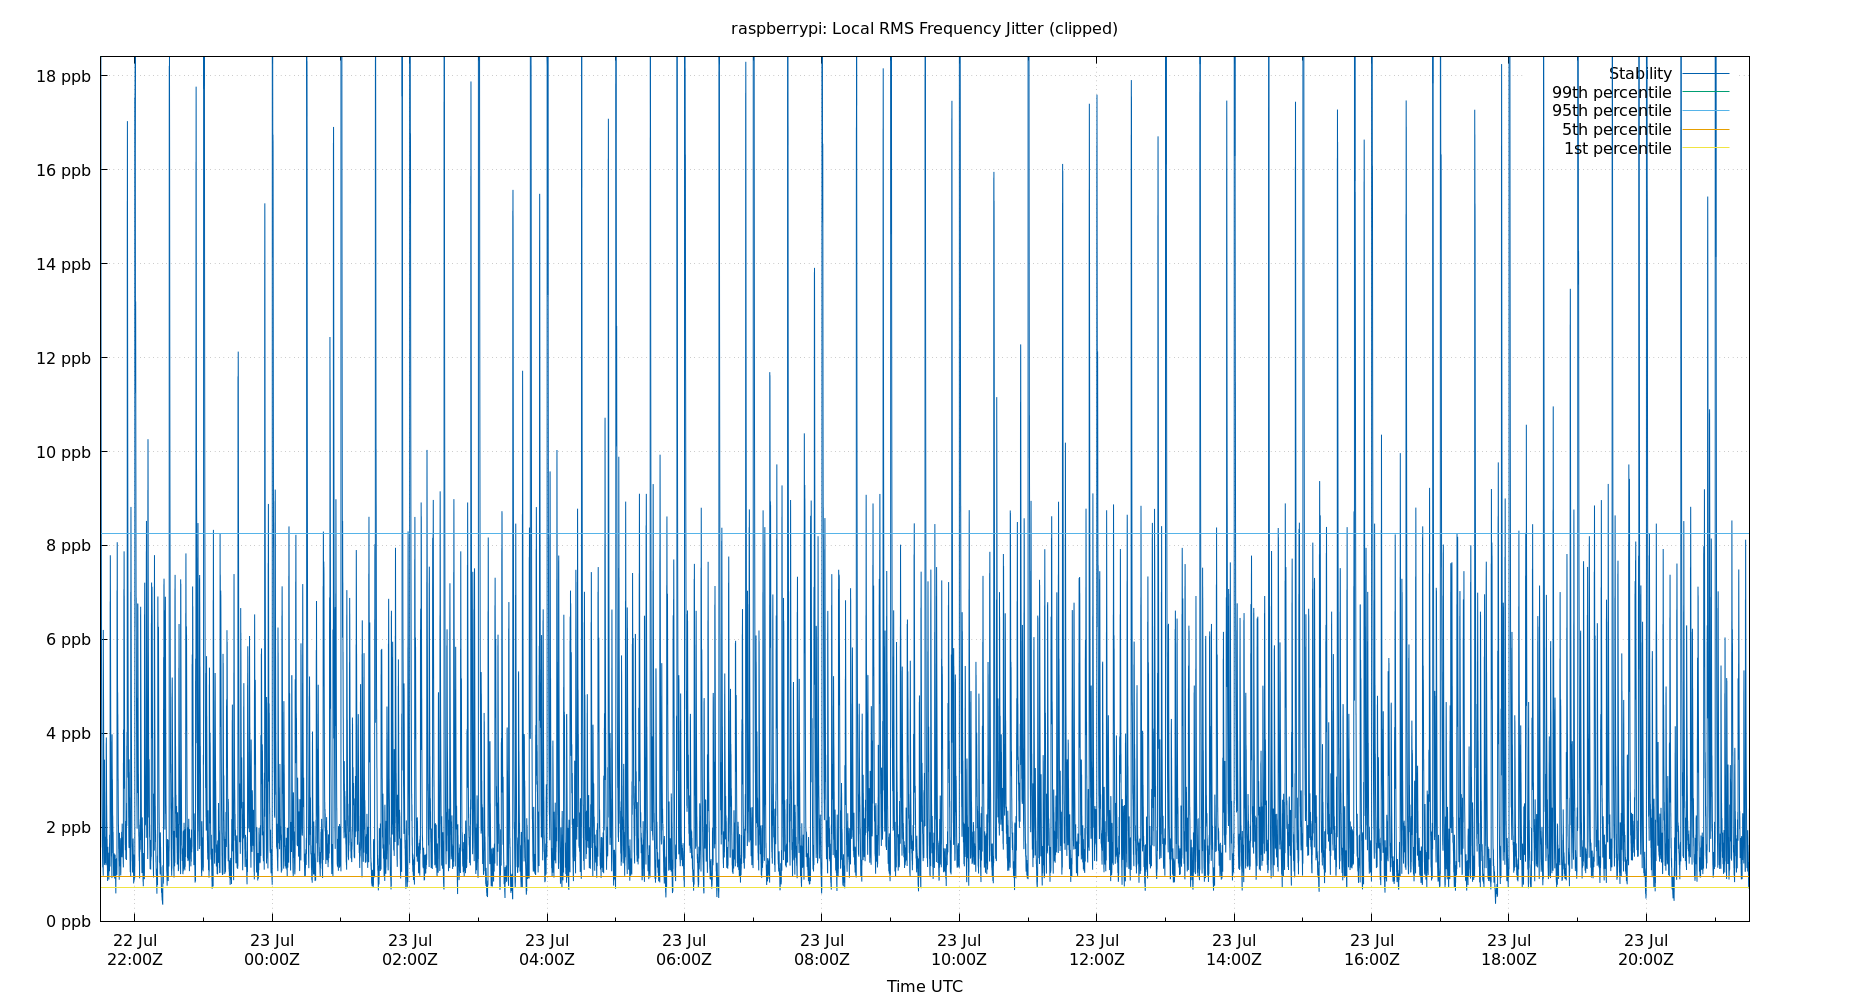 raspberrypi: Local RMS Frequency Jitter (clipped)
18 ppb
16 ppb
14 ppb
12 ppb
10 ppb
8 ppb
6 ppb
4 ppb
2 ppb
0 ppb
Stability
99th percentile
95th percentile
5th percentile
1st percentile
22 Jul 23 Jul 23 Jul 23 Jul 23 Jul 23 Jul 23 Jul 23 Jul 23 Jul 23 Jul 23 Jul 23 Jul
22:00Z 00:00Z 02:00Z 04:00Z 06:00Z 08:00Z 10:00Z 12:00Z 14:00Z 16:00Z 18:00Z 20:00Z
Time UTC